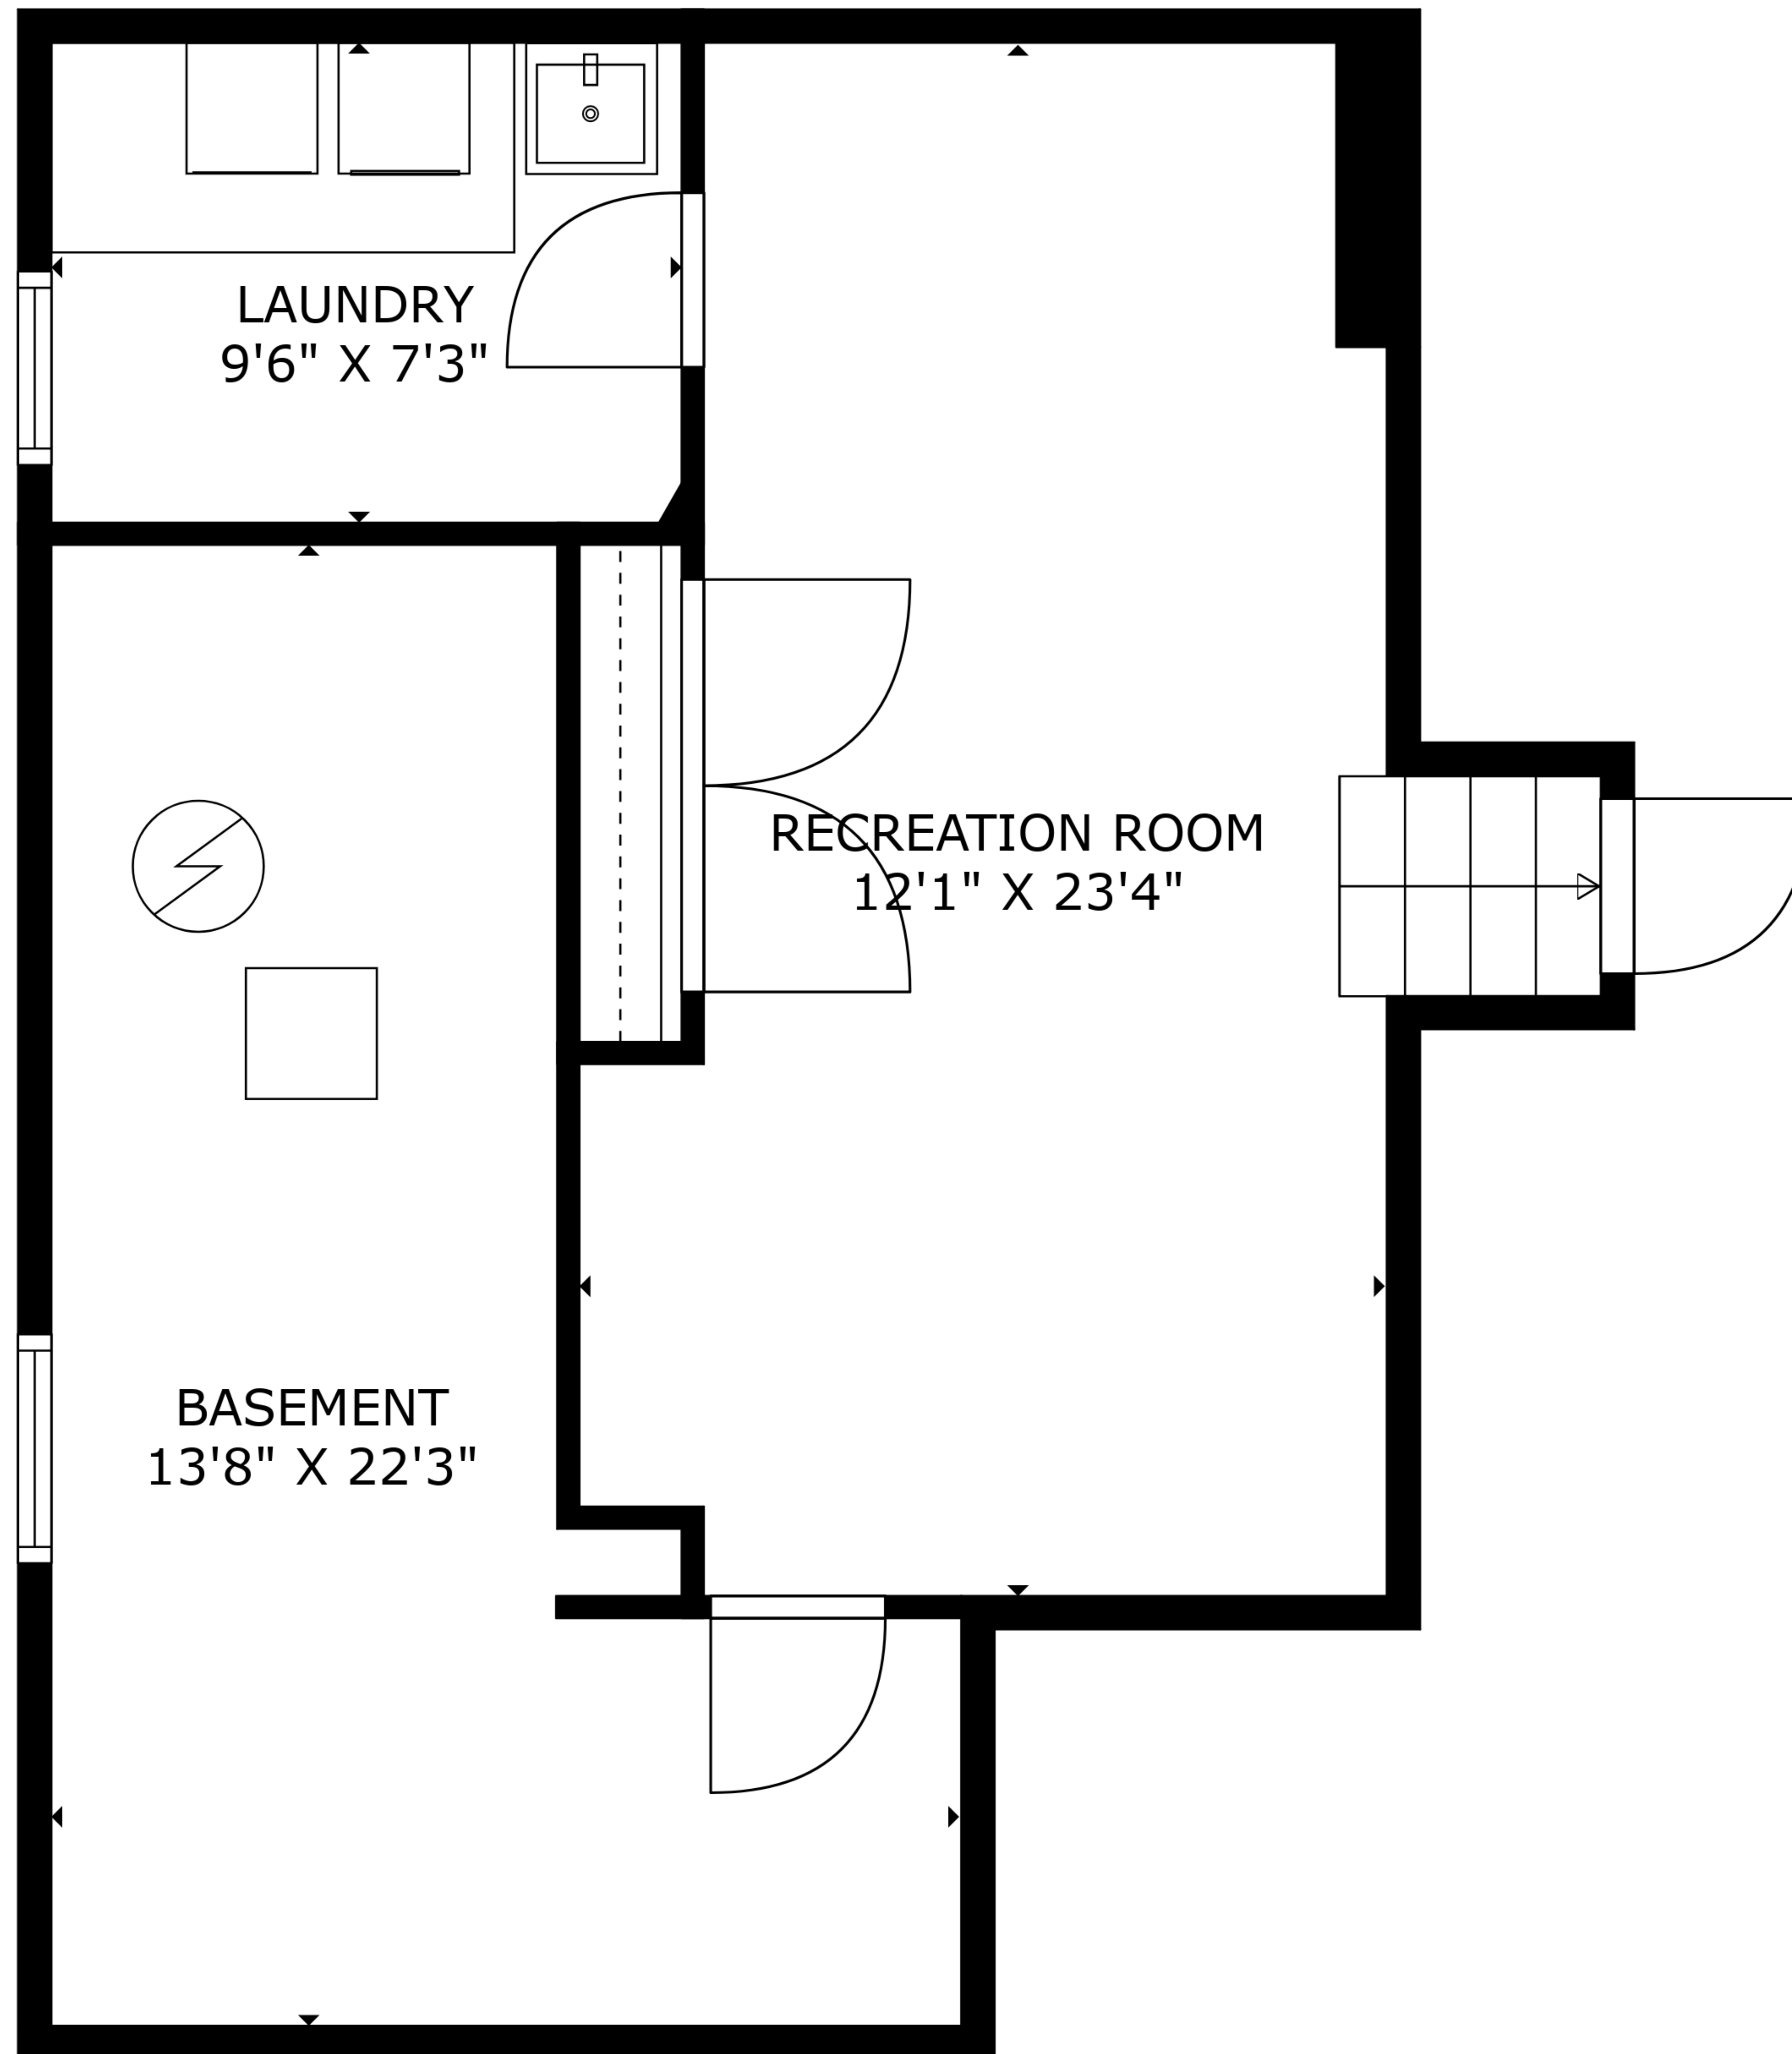 LAUNDRY
9'6" X 7'3"
RECREATION ROOM
12'1" X 23'4"
BASEMENT
13'8" X 22'3"